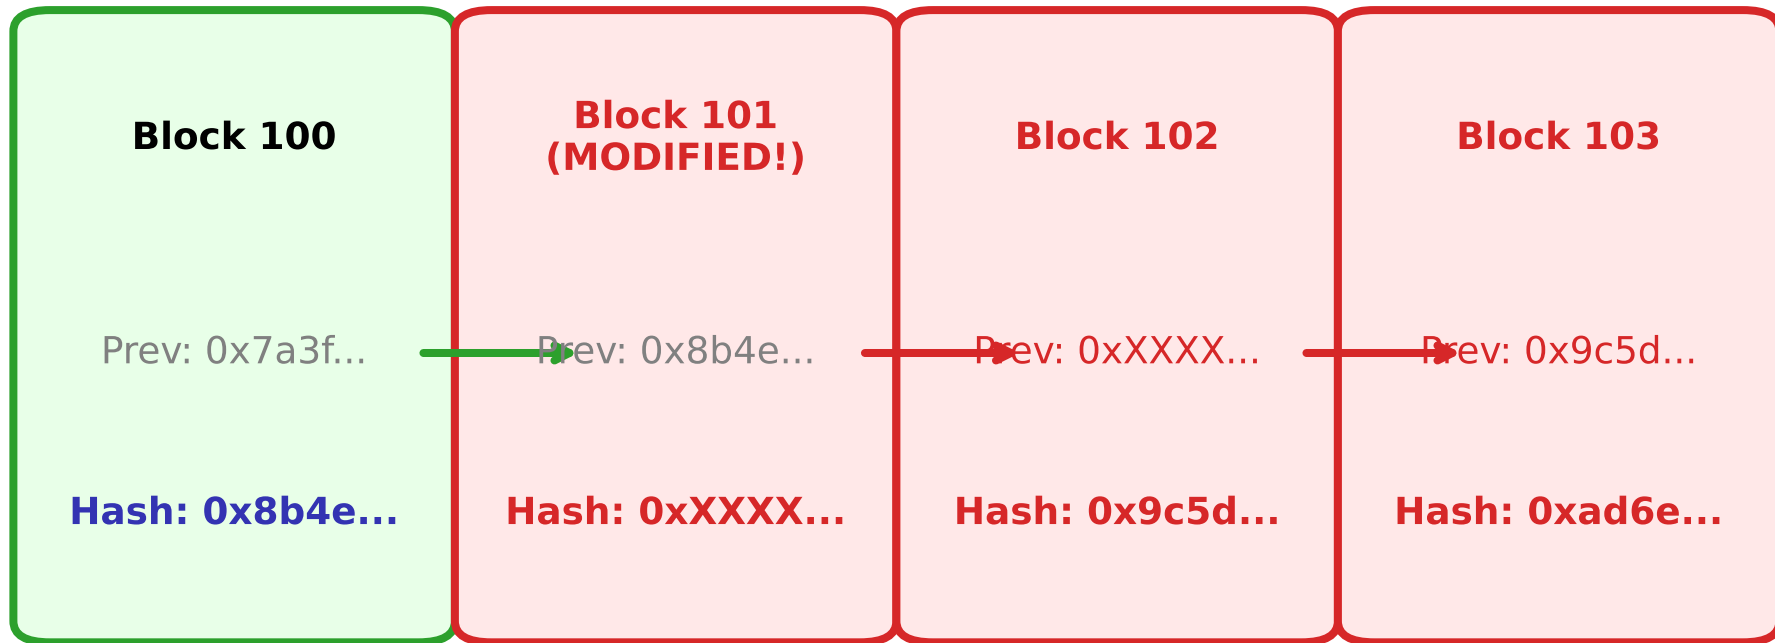 Block 100
Prev: 0x7a3f...
Hash: 0x8b4e...
Block 101
(MODIFIED!)
Prev: 0x8b4e...
Hash: 0xXXXX...
Block 102
Prev: 0xXXXX...
Hash: 0x9c5d...
Block 103
Prev: 0x9c5d...
Hash: 0xad6e...